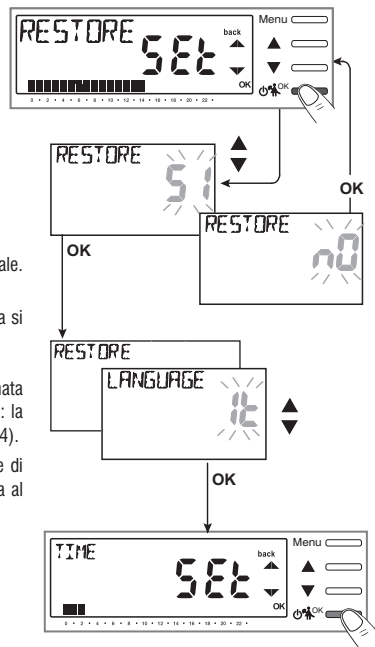 RESTORE
SEt
back
OK
0 • 2 • 4 • 6 • 8 • 10 • 12 • 14 • 16 • 18 • 20 • 22 •
Menu
OK
RESTORE
SI
OK
RESTORE
nO
OK
ale.
a si
nata
: la
4).
e di
a al
RESTORE
LANGUAGE
It
OK
TIME
SEt
back
OK
0 • 2 • 4 • 6 • 8 • 10 • 12 • 14 • 16 • 18 • 20 • 22 •
Menu
OK